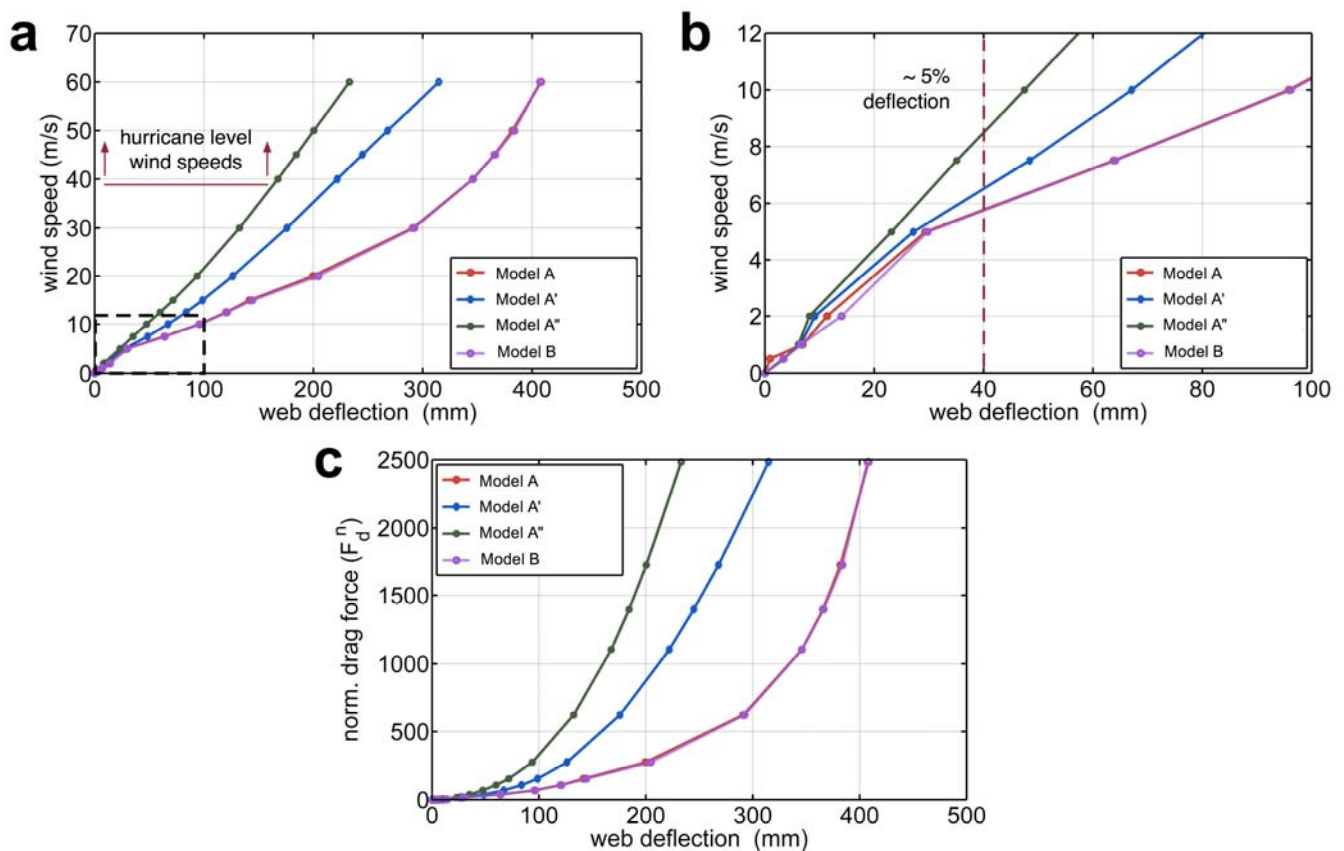 a
70
60
50
40
30
20
10
0
wind speed (m/s)
hurricane level
wind speeds
Model A
Model A'
Model A"
Model B
0 100 200 300 400 500
web deflection (mm)
b
12
10
8
6
4
2
0
wind speed (m/s)
~ 5%
deflection
Model A
Model A'
Model A"
Model B
0 20 40 60 80 100
web deflection (mm)
c
2500
2000
1500
1000
500
0
norm. drag force (F_d^n)
Model A
Model A'
Model A"
Model B
0 100 200 300 400 500
web deflection (mm)